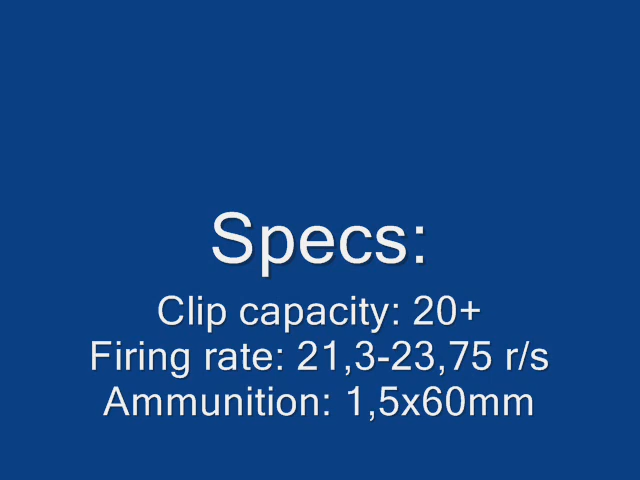 Specs:
Clip capacity: 20+
Firing rate: 21,3-23,75 r/s
Ammunition: 1,5x60mm